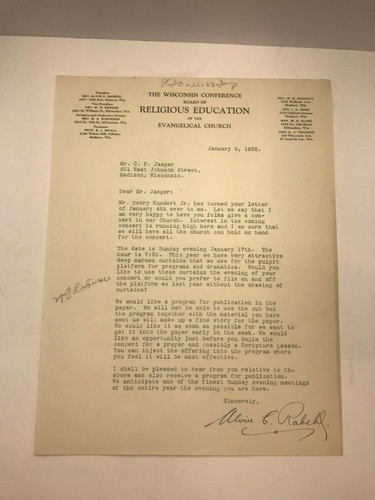 THE WISCONSIN CONFERENCE
BOARD OF
RELIGIOUS EDUCATION
OF THE
EVANGELICAL CHURCH
President
Vice President
January 6, 1932.
Mr. C. P. Jaeger
501 East Johnson Street,
Madison, Wisconsin.
Dear Mr. Jaeger:
Mr. Henry Kundert Jr. has turned your letter
of January 4th over to me. Let me say that I
am very happy to have you folks give a con-
cert in our Church. Interest in the coming
concert is running high here and I am sure that
we will have all the church can hold on hand
for the concert.
The date is Sunday evening January 17th. The
hour is 7:30. This year we have very attractive
deep maroon curtains that we use for the pulpit
platform for programs and dramatics. Would you
like to use these curtains the evening of your
concert or would you prefer to file on and off
the platform as last year without the drawing of
curtains?
We would like a program for publication in the
paper. We will not be able to use the cut but
the program together with the material you have
sent us will make up a fine story for the paper.
We would like it as soon as possible for we want to
get it into the paper early in the week. We would
like an opportunity just before you begin the
concert for a prayer and possibly a Scripture reason.
You can inject the offering into the program where
you feel it will be most effective.
I shall be pleased to hear from you relative to the
above and also receive a program for publication.
We anticipate one of the finest Sunday evening meetings
of the entire year the evening you are here.
Sincerely,
Alvin C. Rabehl